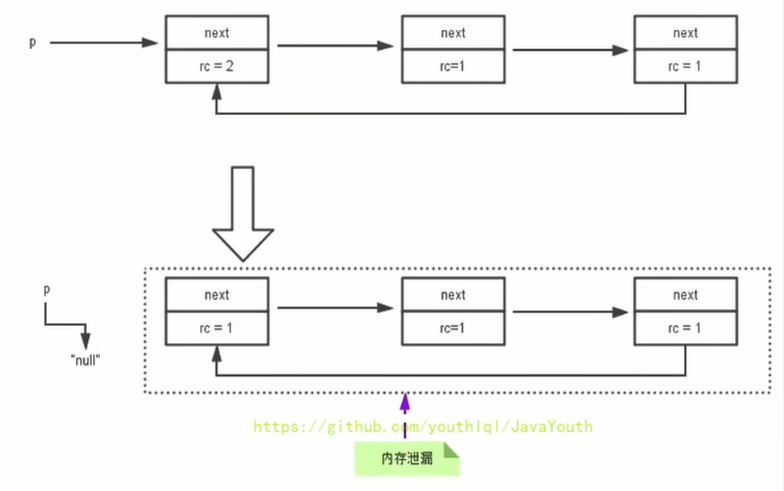 p
next
next
next
rc = 2
rc=1
rc = 1
p
next
next
next
rc = 1
rc=1
rc = 1
"null"
https://github.com/youthlql/JavaYouth
内存泄漏